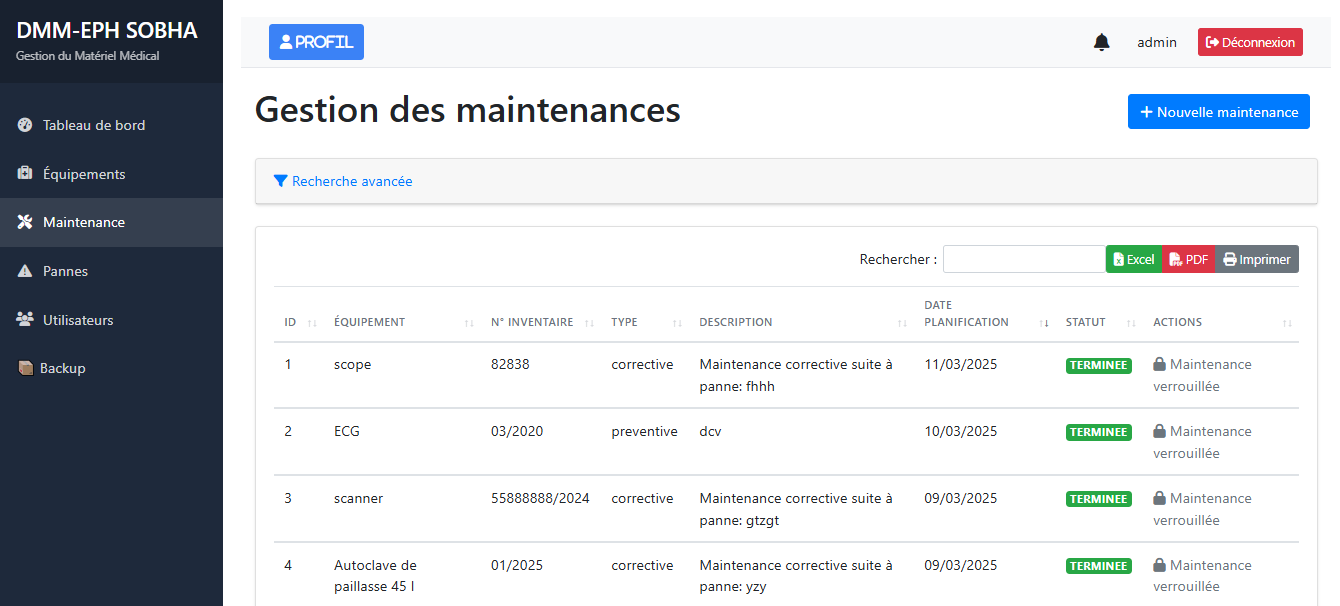 DMM-EPH SOBHA
Gestion du Matériel Médical
Tableau de bord
Équipements
Maintenance
Pannes
Utilisateurs
Backup
PROFIL
admin
Déconnexion
Gestion des maintenances
Nouvelle maintenance
Recherche avancée
Rechercher :
Excel
PDF
Imprimer
ID ÉQUIPEMENT N° INVENTAIRE TYPE DESCRIPTION DATE PLANIFICATION STATUT ACTIONS
1 scope 82838 corrective Maintenance corrective suite à 11/03/2025 TERMINEE Maintenance
panne: fhhh verrouillée
2 ECG 03/2020 preventive dcv 10/03/2025 TERMINEE Maintenance
verrouillée
3 scanner 55888888/2024 corrective Maintenance corrective suite à 09/03/2025 TERMINEE Maintenance
panne: gtzgt verrouillée
4 Autoclave de 01/2025 corrective Maintenance corrective suite à 09/03/2025 TERMINEE Maintenance
paillasse 45 l panne: yzy verrouillée